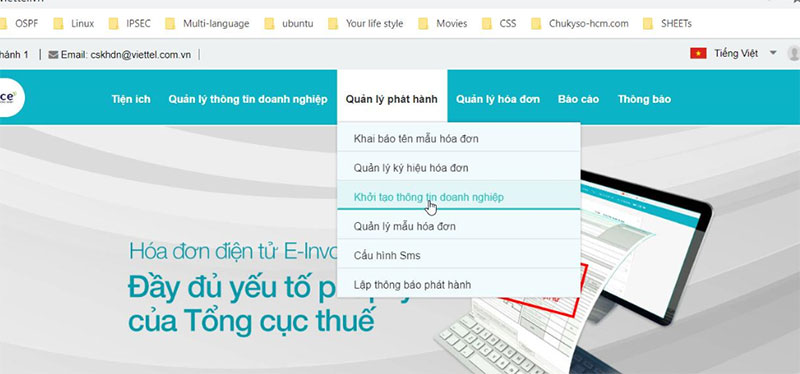 OSPF
Linux
IPSEC
Multi-language
ubuntu
Your life style
Movies
CSS
Chukyso-hcm.com
SHEETs
hánh 1 | Email: cskhdn@viettel.com.vn
Tiếng Việt
Tiện ích
Quản lý thông tin doanh nghiệp
Quản lý phát hành
Quản lý hóa đơn
Báo cáo
Thông báo
Khai báo tên mẫu hóa đơn
Quản lý ký hiệu hóa đơn
Khởi tạo thông tin doanh nghiệp
Quản lý mẫu hóa đơn
Cấu hình Sms
Lập thông báo phát hành
Hóa đơn điện tử E-Invo
Đầy đủ yếu tố p
của Tổng cục thuế